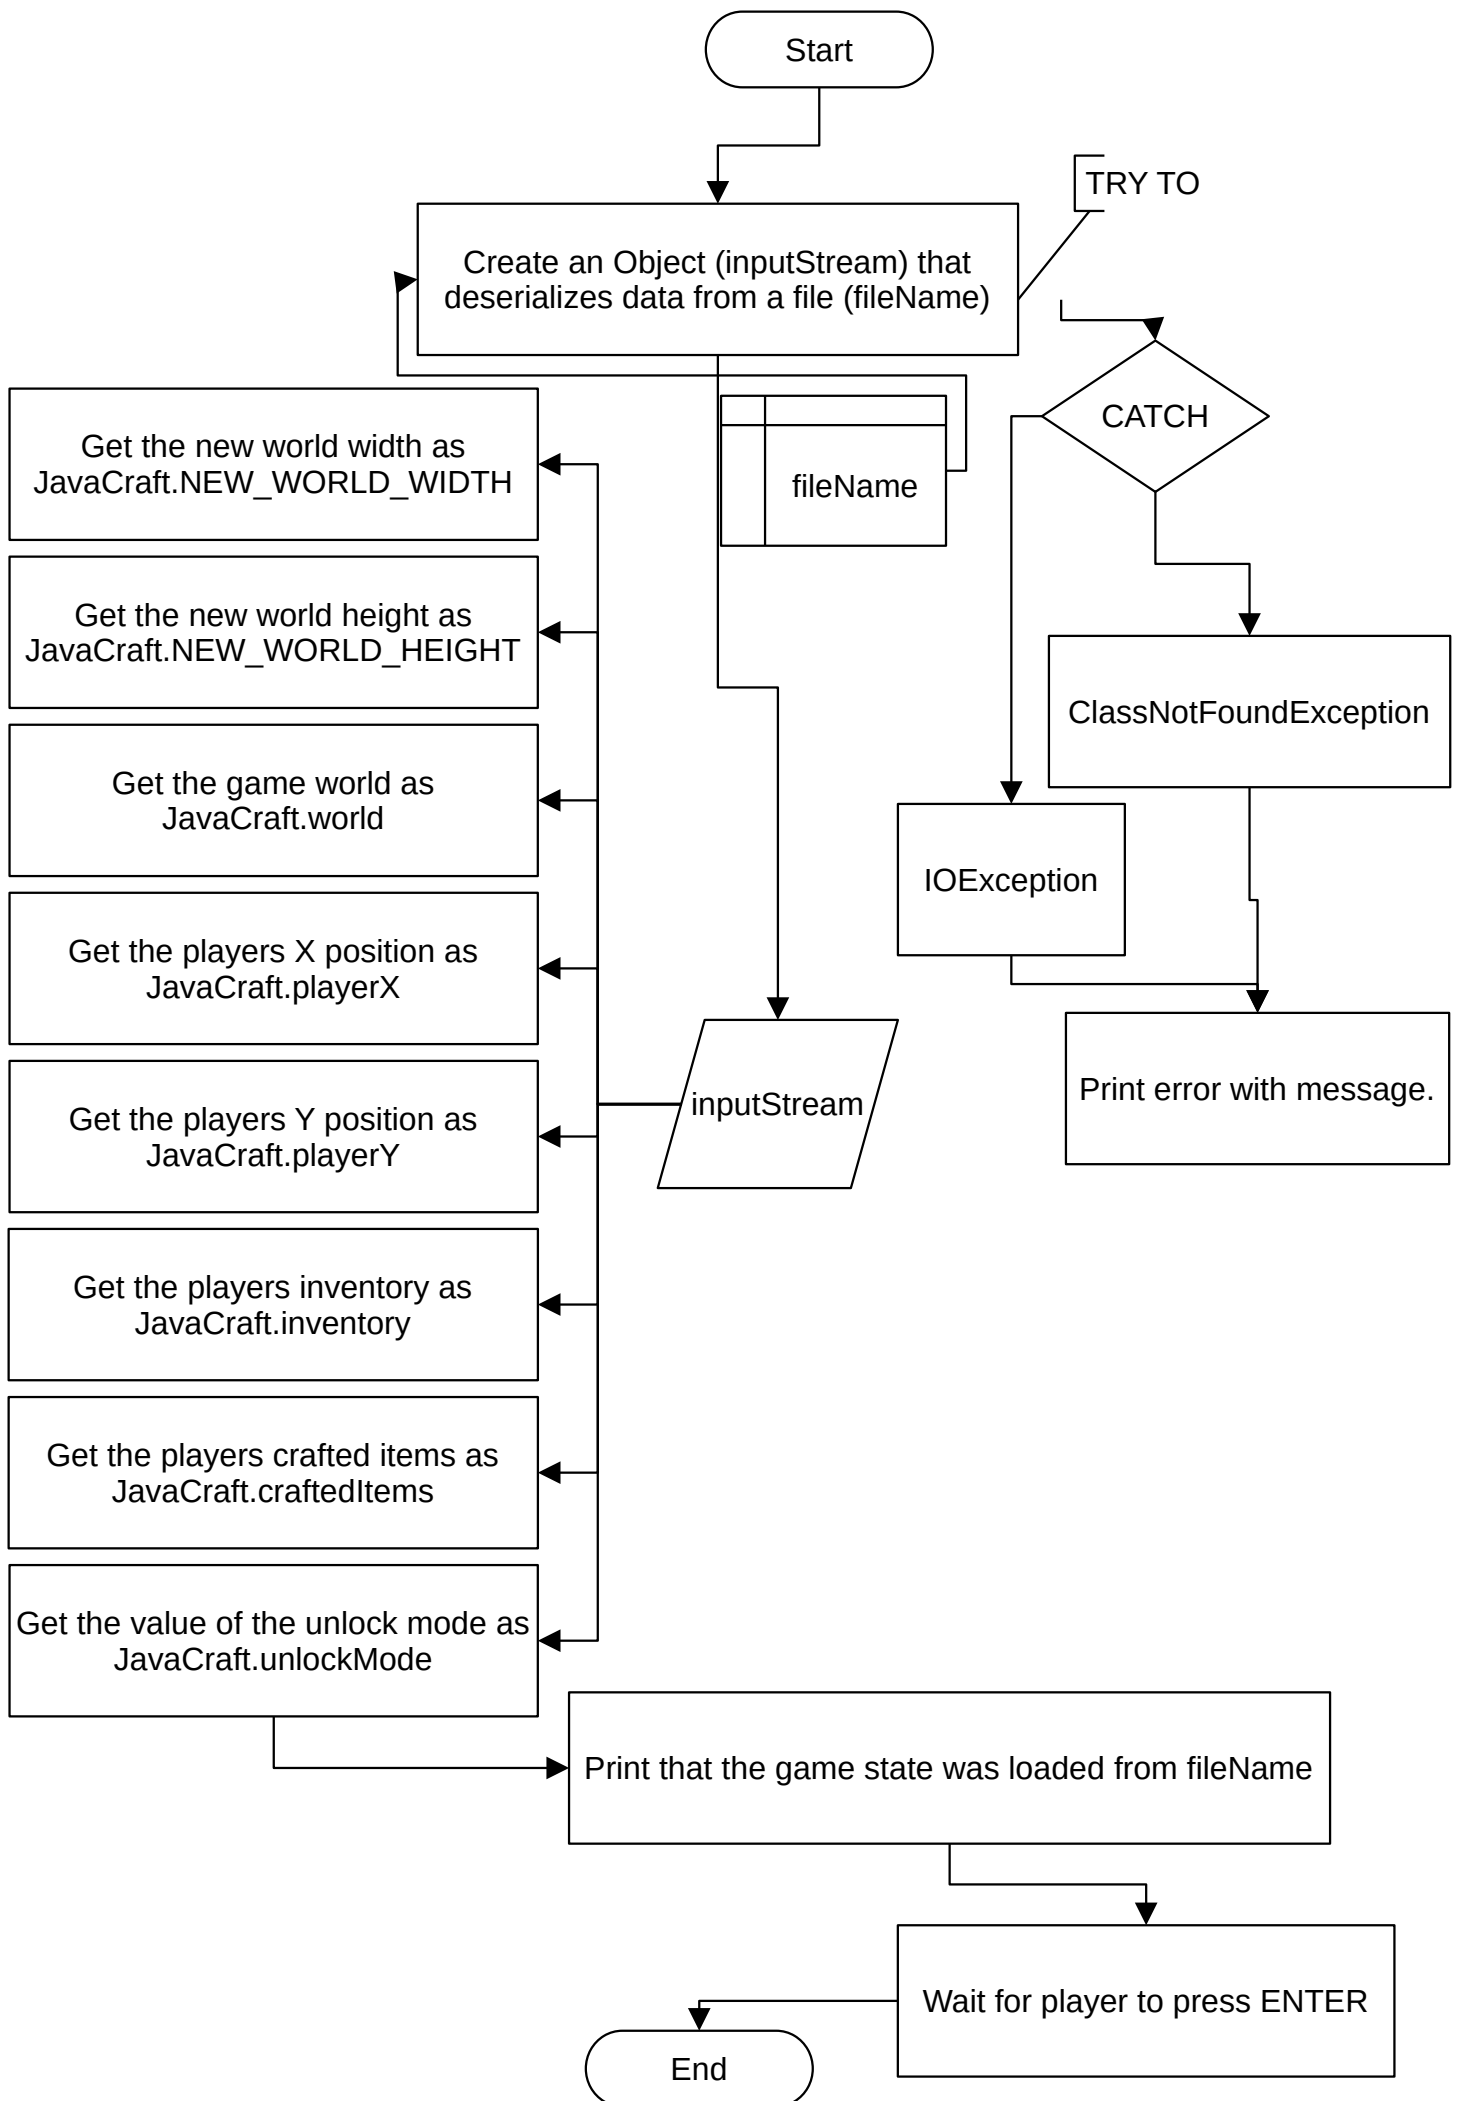 Start
TRY TO
Create an Object (inputStream) that
deserializes data from a file (fileName)
CATCH
Get the new world width as
JavaCraft.NEW_WORLD_WIDTH
fileName
Get the new world height as
JavaCraft.NEW_WORLD_HEIGHT
ClassNotFoundException
Get the game world as
JavaCraft.world
IOException
Get the players X position as
JavaCraft.playerX
inputStream
Print error with message.
Get the players Y position as
JavaCraft.playerY
Get the players inventory as
JavaCraft.inventory
Get the players crafted items as
JavaCraft.craftedItems
Get the value of the unlock mode as
JavaCraft.unlockMode
Print that the game state was loaded from fileName
Wait for player to press ENTER
End